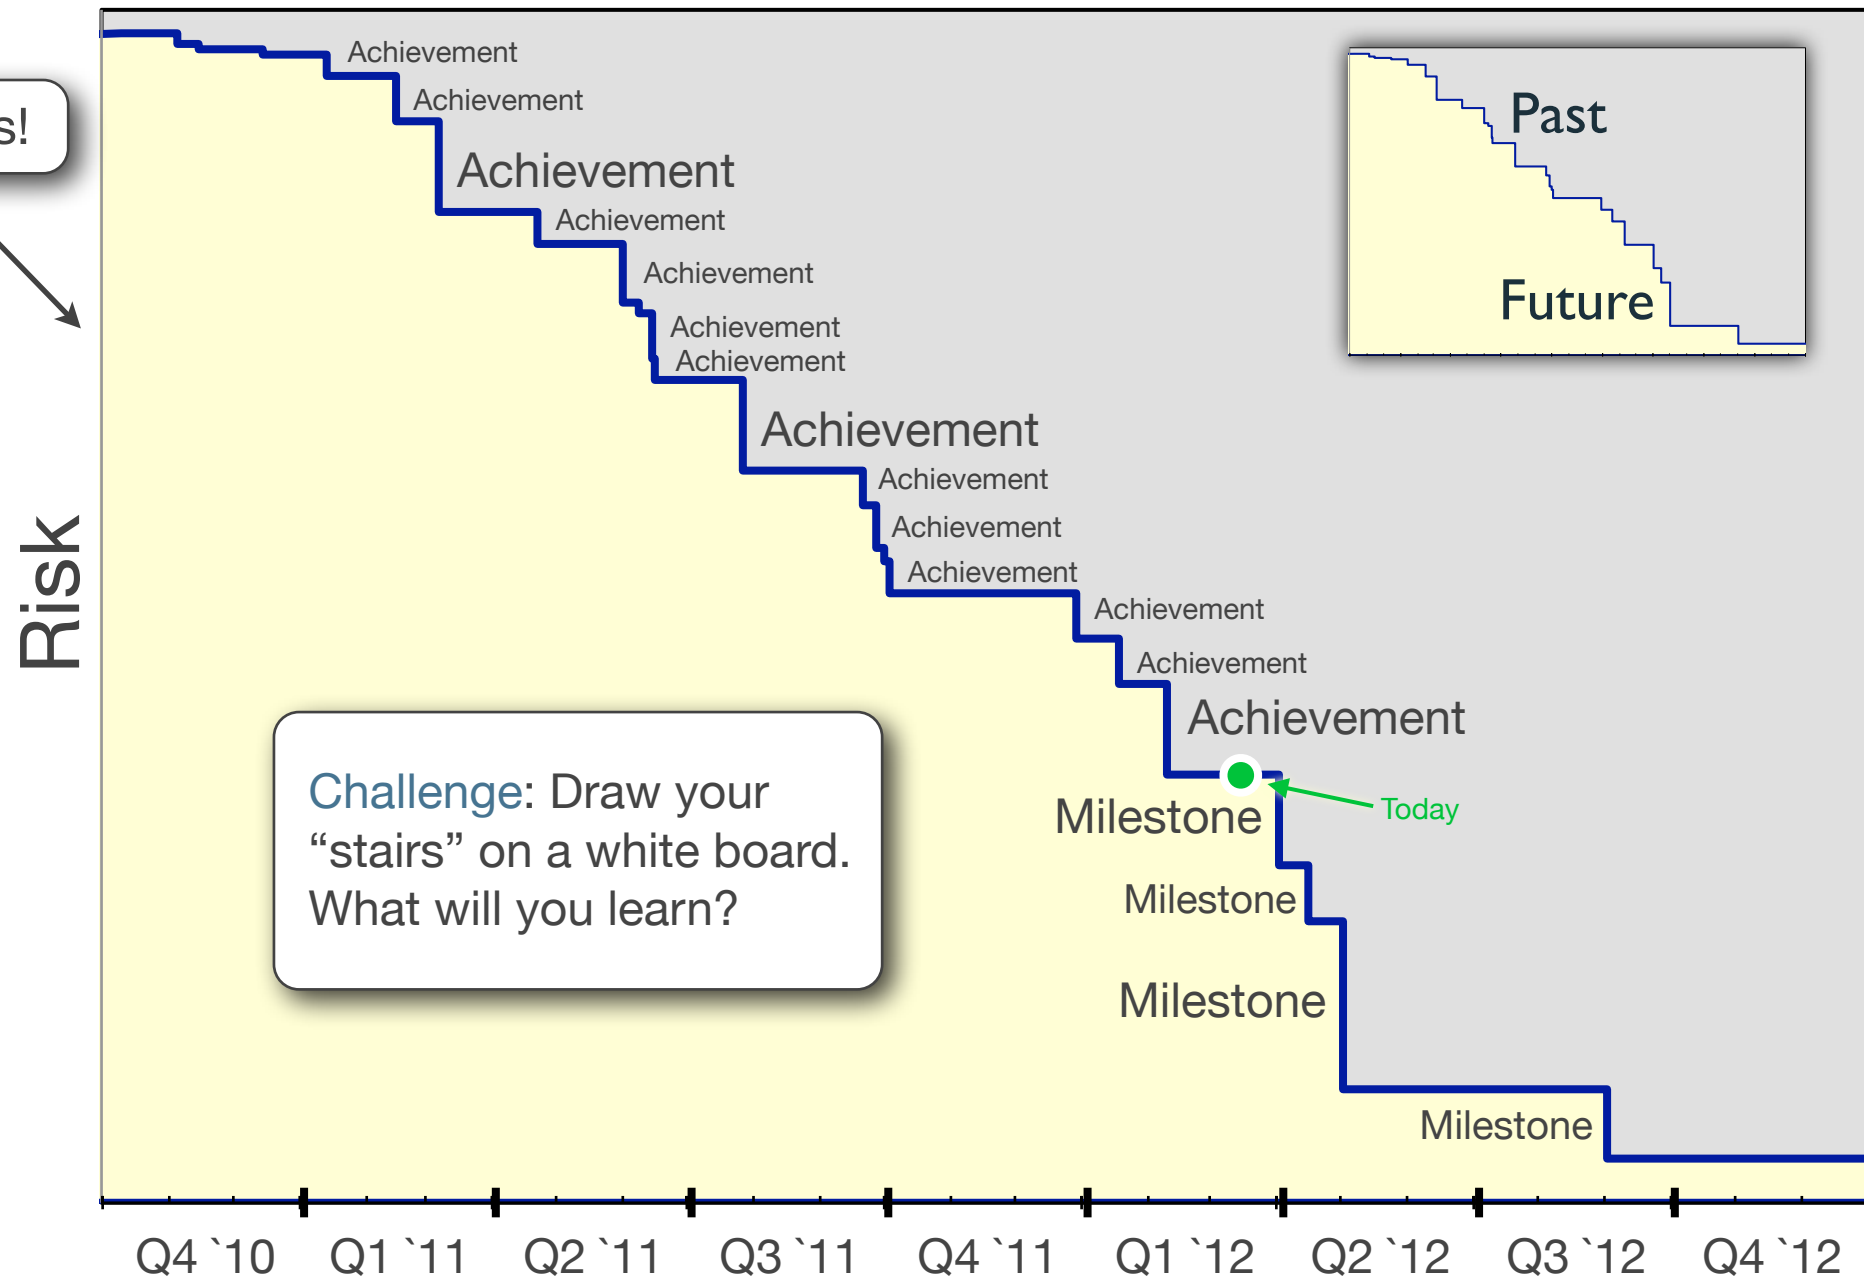 Achievement
Achievement
s!
Past
Achievement
Achievement
Achievement
Future
Achievement
Achievement
Achievement
Achievement
Risk
Achievement
Achievement
Achievement
Achievement
Achievement
Challenge: Draw your
“stairs” on a white board.
What will you learn?
Today
Milestone
Milestone
Milestone
Milestone
Q4 `10 Q1 `11 Q2 `11 Q3 `11 Q4 `11 Q1 `12 Q2 `12 Q3 `12 Q4 `12